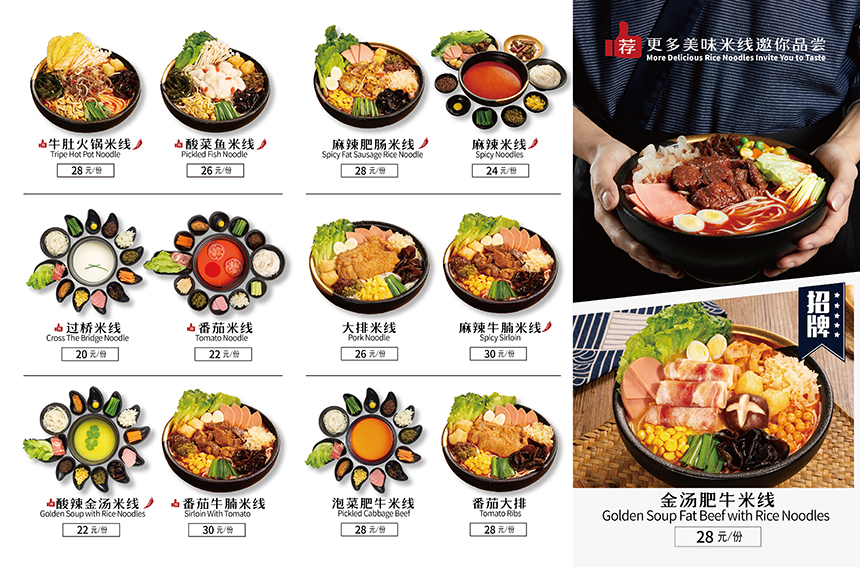 牛肚火锅米线
Tripe Hot Pot Noodle
28 元/份
酸菜鱼米线
Pickled Fish Noodle
26 元/份
麻辣肥肠米线
Spicy Fat Sausage Rice Noodle
28 元/份
麻辣米线
Spicy Noodles
24 元/份
过桥米线
Cross The Bridge Noodle
20 元/份
番茄米线
Tomato Noodle
22 元/份
大排米线
Pork Noodle
26 元/份
麻辣牛腩米线
Spicy Sirloin
30 元/份
酸辣金汤米线
Golden Soup with Rice Noodles
22 元/份
番茄牛腩米线
Sirloin With Tomato
30 元/份
泡菜肥牛米线
Pickled Cabbage Beef
28 元/份
番茄大排
Tomato Ribs
28 元/份
荐
更多美味米线邀你品尝
More Delicious Rice Noodles Invite You to Taste
招牌
金汤肥牛米线
Golden Soup Fat Beef with Rice Noodles
28 元/份